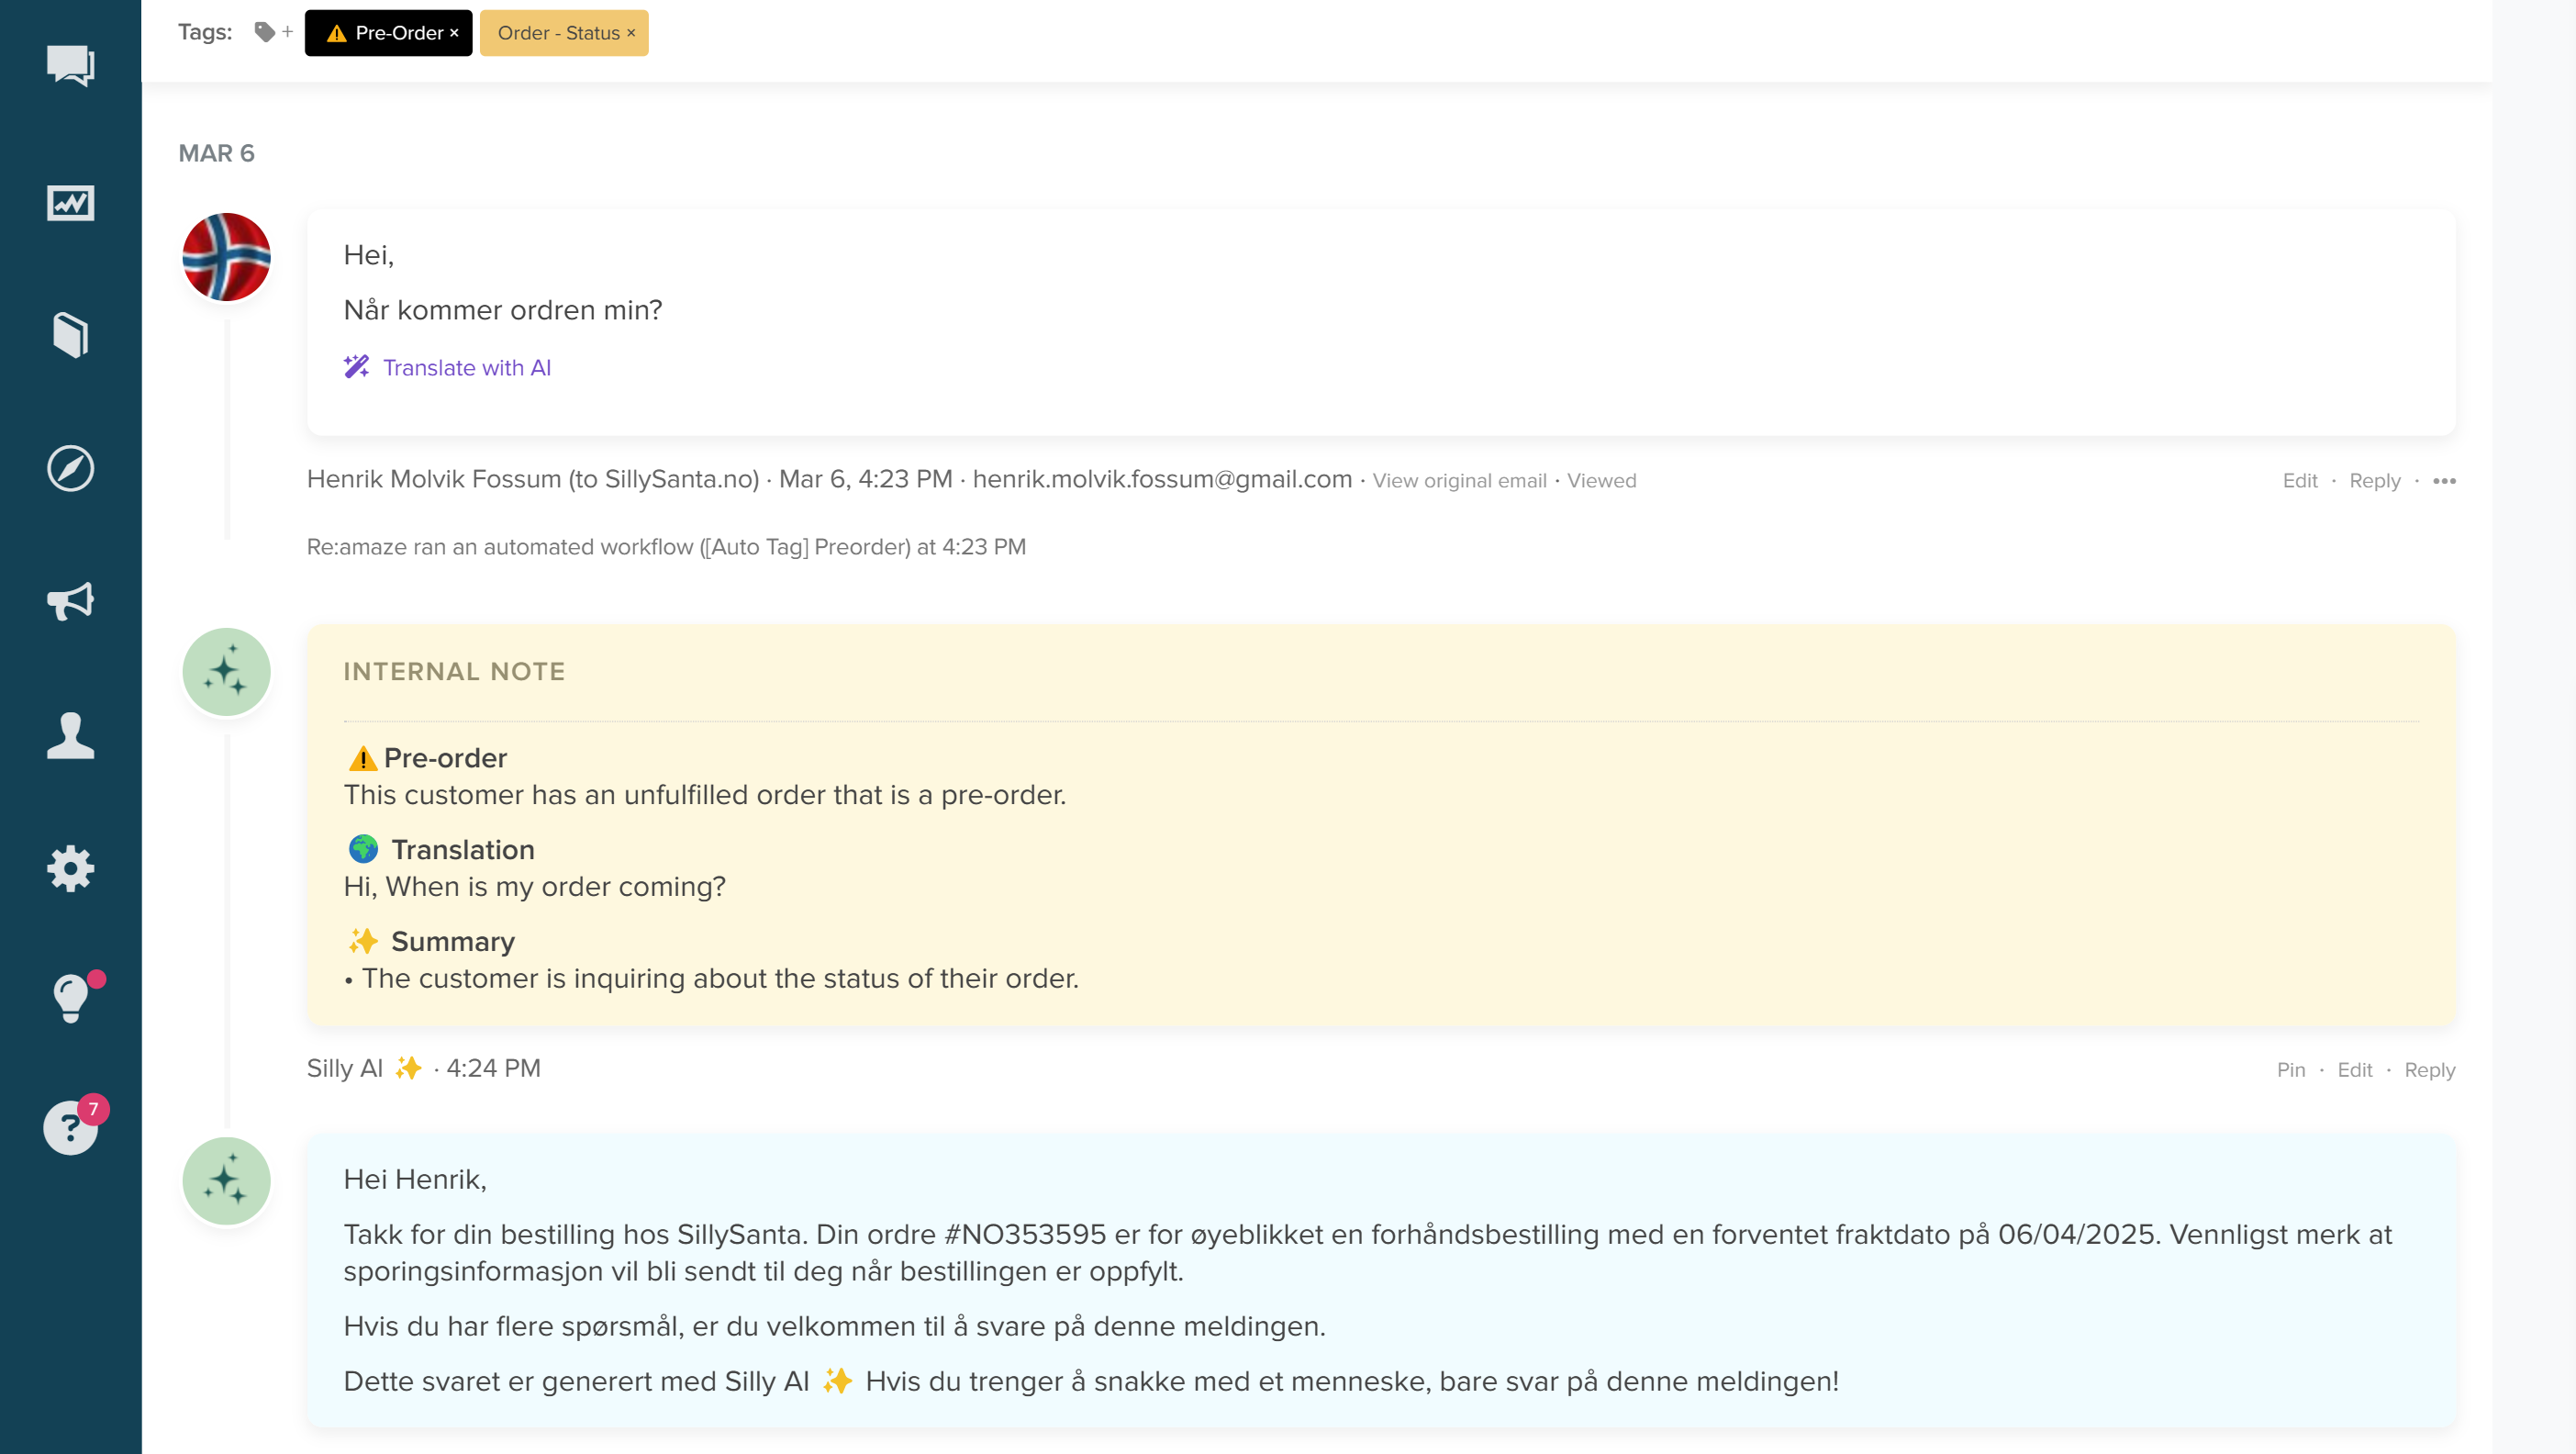 Tags: + ⚠️ Pre-Order × Order - Status ×
MAR 6
Hei,
Når kommer ordren min?
Translate with AI
Henrik Molvik Fossum (to SillySanta.no) · Mar 6, 4:23 PM · henrik.molvik.fossum@gmail.com · View original email · Viewed Edit · Reply · •••
Re:amaze ran an automated workflow ([Auto Tag] Preorder) at 4:23 PM
INTERNAL NOTE
⚠️ Pre-order
This customer has an unfulfilled order that is a pre-order.
🌍 Translation
Hi, When is my order coming?
✨ Summary
• The customer is inquiring about the status of their order.
Silly AI ✨ · 4:24 PM Pin · Edit · Reply
7
?
Hei Henrik,
Takk for din bestilling hos SillySanta. Din ordre #NO353595 er for øyeblikket en forhåndsbestilling med en forventet fraktdato på 06/04/2025. Vennligst merk at
sporingsinformasjon vil bli sendt til deg når bestillingen er oppfylt.
Hvis du har flere spørsmål, er du velkommen til å svare på denne meldingen.
Dette svaret er generert med Silly AI ✨ Hvis du trenger å snakke med et menneske, bare svar på denne meldingen!